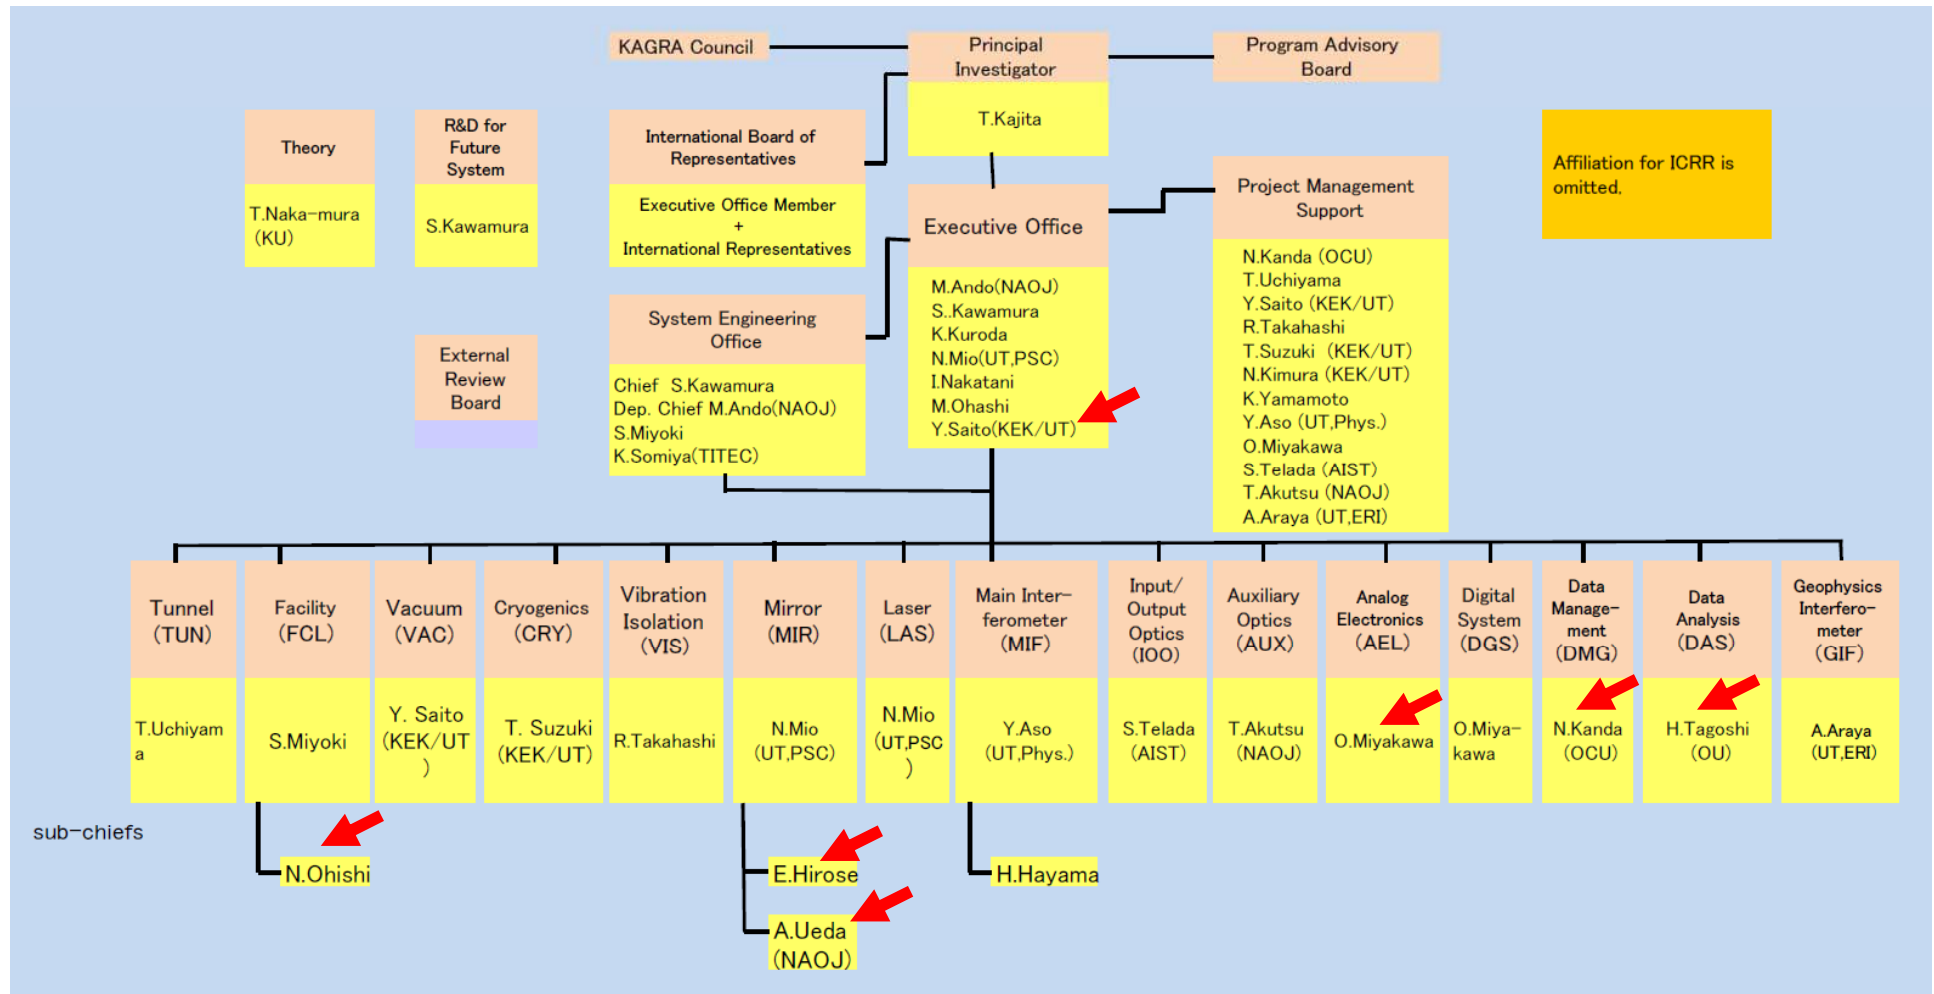 KAGRA Council
Principal
Investigator
T.Kajita
Program Advisory
Board
Theory
T.Naka-mura
(KU)
R&D for
Future
System
S.Kawamura
International Board of
Representatives
Executive Office Member
+
International Representatives
Affiliation for ICRR is
omitted.
Executive Office
M.Ando(NAOJ)
S..Kawamura
K.Kuroda
N.Mio(UT,PSC)
I.Nakatani
M.Ohashi
Y.Saito(KEK/UT)
Project Management
Support
N.Kanda (OCU)
T.Uchiyama
Y.Saito (KEK/UT)
R.Takahashi
T.Suzuki (KEK/UT)
N.Kimura (KEK/UT)
K.Yamamoto
Y.Aso (UT,Phys.)
O.Miyakawa
S.Telada (AIST)
T.Akutsu (NAOJ)
A.Araya (UT,ERI)
System Engineering
Office
Chief S.Kawamura
Dep. Chief M.Ando(NAOJ)
S.Miyoki
K.Somiya(TITEC)
External
Review
Board
Tunnel
(TUN)
T.Uchiyam
a
Facility
(FCL)
S.Miyoki
Vacuum
(VAC)
Y. Saito
(KEK/UT
)
Cryogenics
(CRY)
T. Suzuki
(KEK/UT)
Vibration
Isolation
(VIS)
R.Takahashi
Mirror
(MIR)
N.Mio
(UT,PSC)
Laser
(LAS)
N.Mio
(UT,PSC
)
Main Inter-
ferometer
(MIF)
Y.Aso
(UT,Phys.)
Input/
Output
Optics
(IOO)
S.Telada
(AIST)
Auxiliary
Optics
(AUX)
T.Akutsu
(NAOJ)
Analog
Electronics
(AEL)
O.Miyakawa
Digital
System
(DGS)
O.Miya-
kawa
Data
Manage-
ment
(DMG)
N.Kanda
(OCU)
Data
Analysis
(DAS)
H.Tagoshi
(OU)
Geophysics
Interfero-
meter
(GIF)
A.Araya
(UT,ERI)
sub-chiefs
N.Ohishi
E.Hirose
A.Ueda
(NAOJ)
H.Hayama